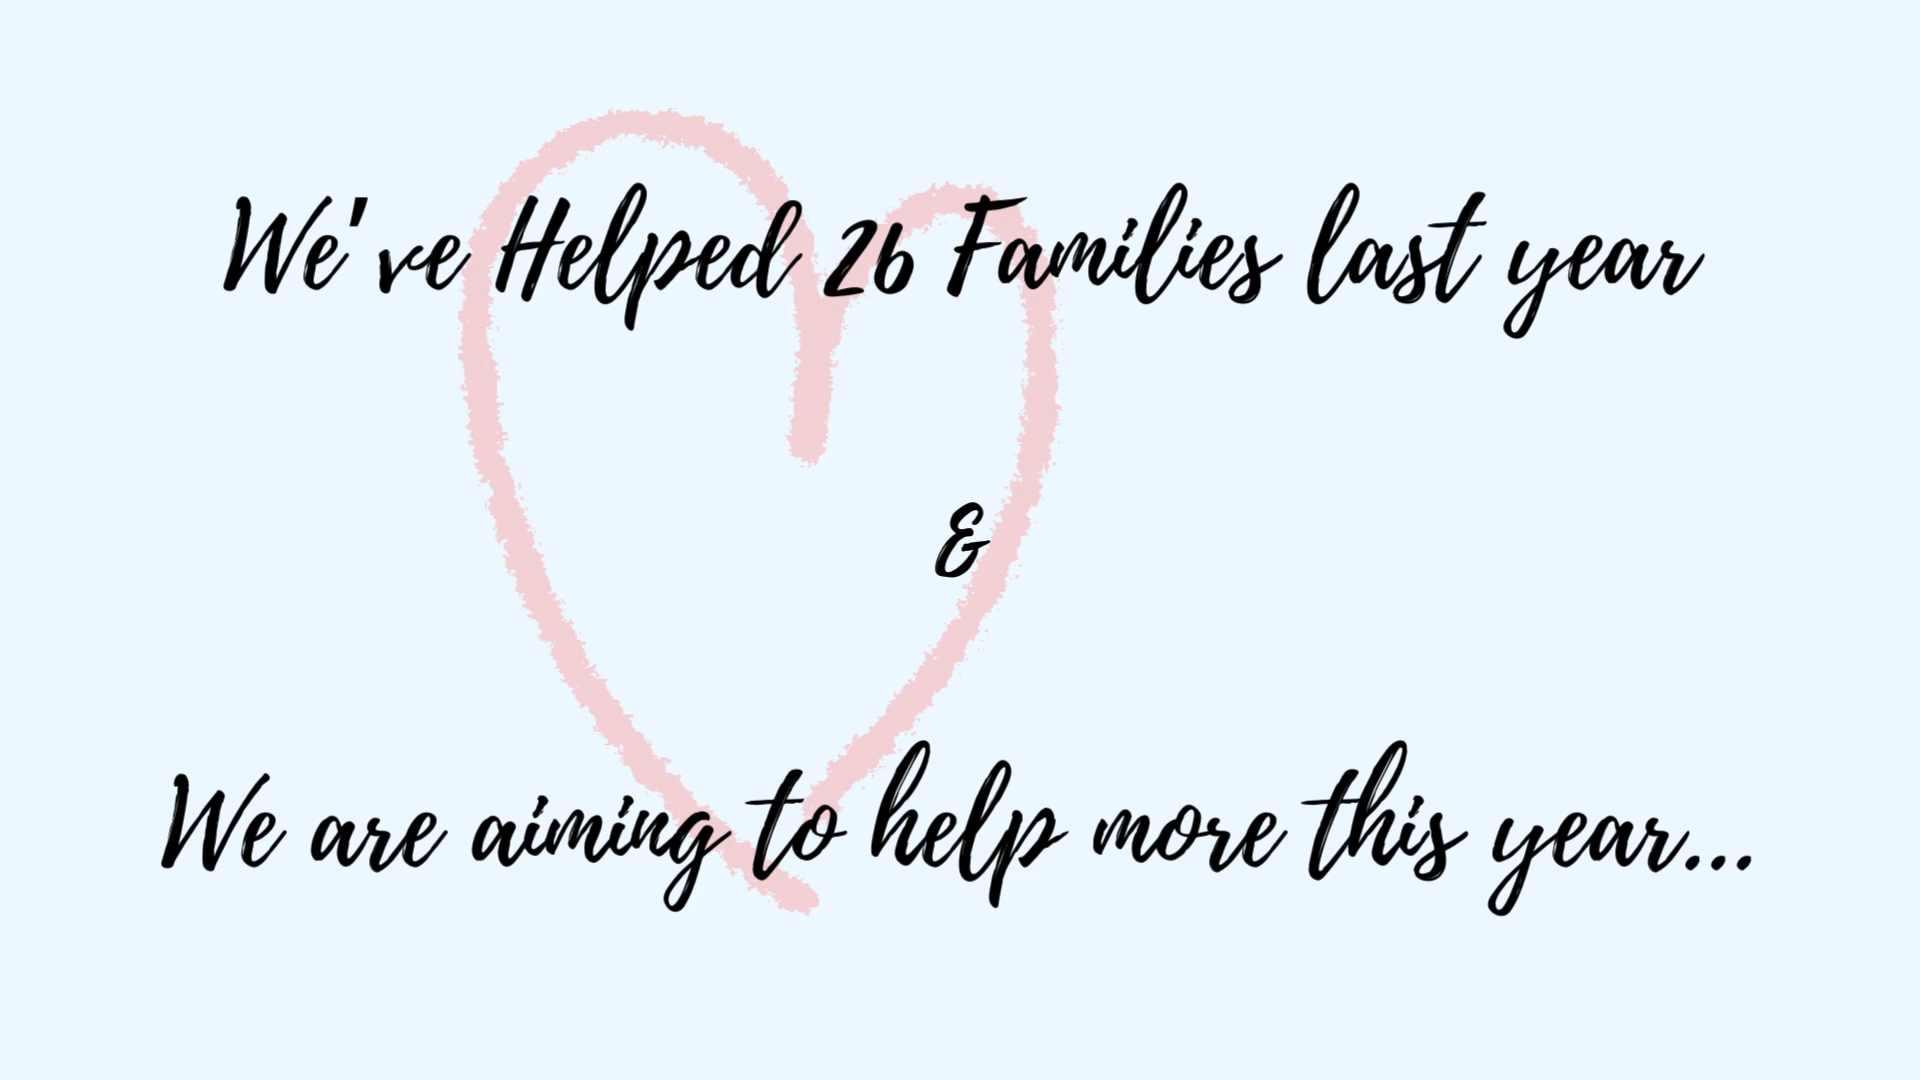 We've Helped 26 Families last year
&
We are aiming to help more this year...